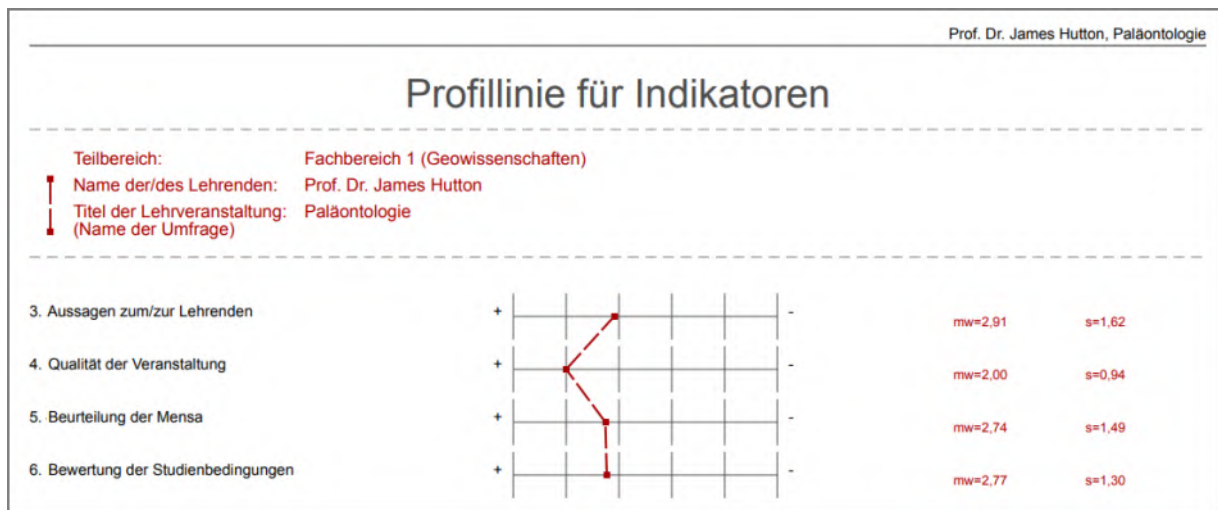 Prof. Dr. James Hutton, Paläontologie
Profillinie für Indikatoren
Teilbereich: Fachbereich 1 (Geowissenschaften)
Name der/des Lehrenden: Prof. Dr. James Hutton
Titel der Lehrveranstaltung: Paläontologie
(Name der Umfrage)
3. Aussagen zum/zur Lehrenden + - mw=2,91 s=1,62
4. Qualität der Veranstaltung + - mw=2,00 s=0,94
5. Beurteilung der Mensa + - mw=2,74 s=1,49
6. Bewertung der Studienbedingungen + - mw=2,77 s=1,30